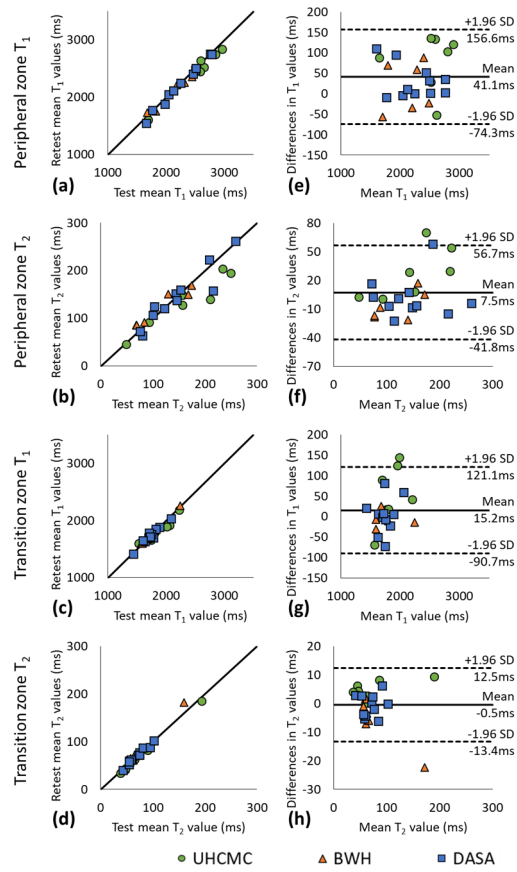 Peripheral zone T1
Retest mean T1 values (ms)
3000
2000
1000
1000 2000 3000
(a) Test mean T1 value (ms)
Differences in T1 values (ms)
200
150
100
50
0
-50
-100
-150
1000 2000 3000
+1.96 SD
156.6ms
Mean
41.1ms
-1.96 SD
-74.3ms
(e) Mean T1 value (ms)
Peripheral zone T2
Retest mean T2 values (ms)
300
200
100
0
0 100 200 300
(b) Test mean T2 value (ms)
Differences in T2 values (ms)
80
50
20
-10
-40
-70
0 100 200 300
+1.96 SD
56.7ms
Mean
7.5ms
-1.96 SD
-41.8ms
(f) Mean T2 value (ms)
Transition zone T1
Retest mean T1 values (ms)
3000
2000
1000
1000 2000 3000
(c) Test mean T1 value (ms)
Differences in T1 values (ms)
200
150
100
50
0
-50
-100
-150
1000 2000 3000
+1.96 SD
121.1ms
Mean
15.2ms
-1.96 SD
-90.7ms
(g) Mean T1 value (ms)
Transition zone T2
Retest mean T2 values (ms)
300
200
100
0
0 100 200 300
(d) Test mean T2 value (ms)
Differences in T2 values (ms)
20
10
0
-10
-20
-30
0 100 200 300
+1.96 SD
12.5ms
Mean
-0.5ms
-1.96 SD
-13.4ms
(h) Mean T2 value (ms)
UHCMC BWH DASA